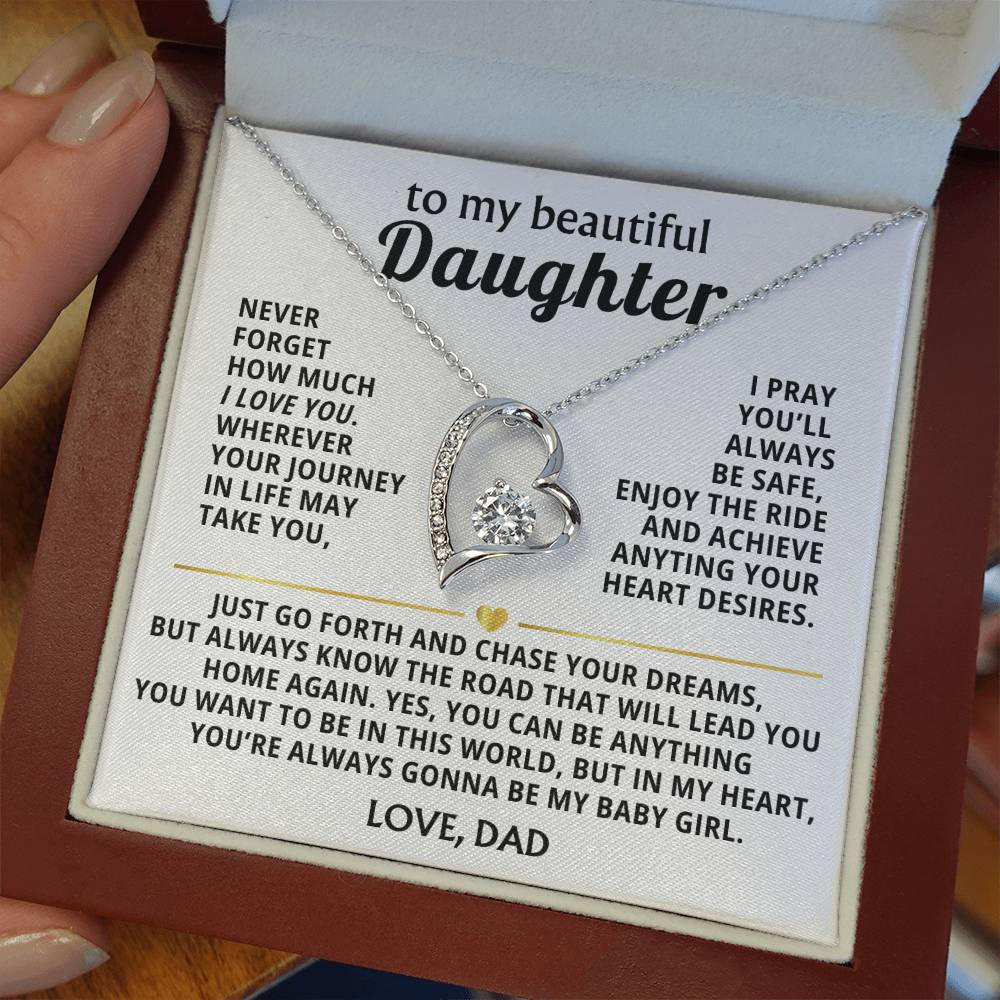 to my beautiful
Daughter
NEVER
FORGET
HOW MUCH
I LOVE YOU.
WHEREVER
YOUR JOURNEY
IN LIFE MAY
TAKE YOU,
I PRAY
YOU’LL
ALWAYS
BE SAFE,
ENJOY THE RIDE
AND ACHIEVE
ANYTING YOUR
HEART DESIRES.
JUST GO FORTH AND CHASE YOUR DREAMS,
BUT ALWAYS KNOW THE ROAD THAT WILL LEAD YOU
HOME AGAIN. YES, YOU CAN BE ANYTHING
YOU WANT TO BE IN THIS WORLD, BUT IN MY HEART,
YOU’RE ALWAYS GONNA BE MY BABY GIRL.
LOVE, DAD